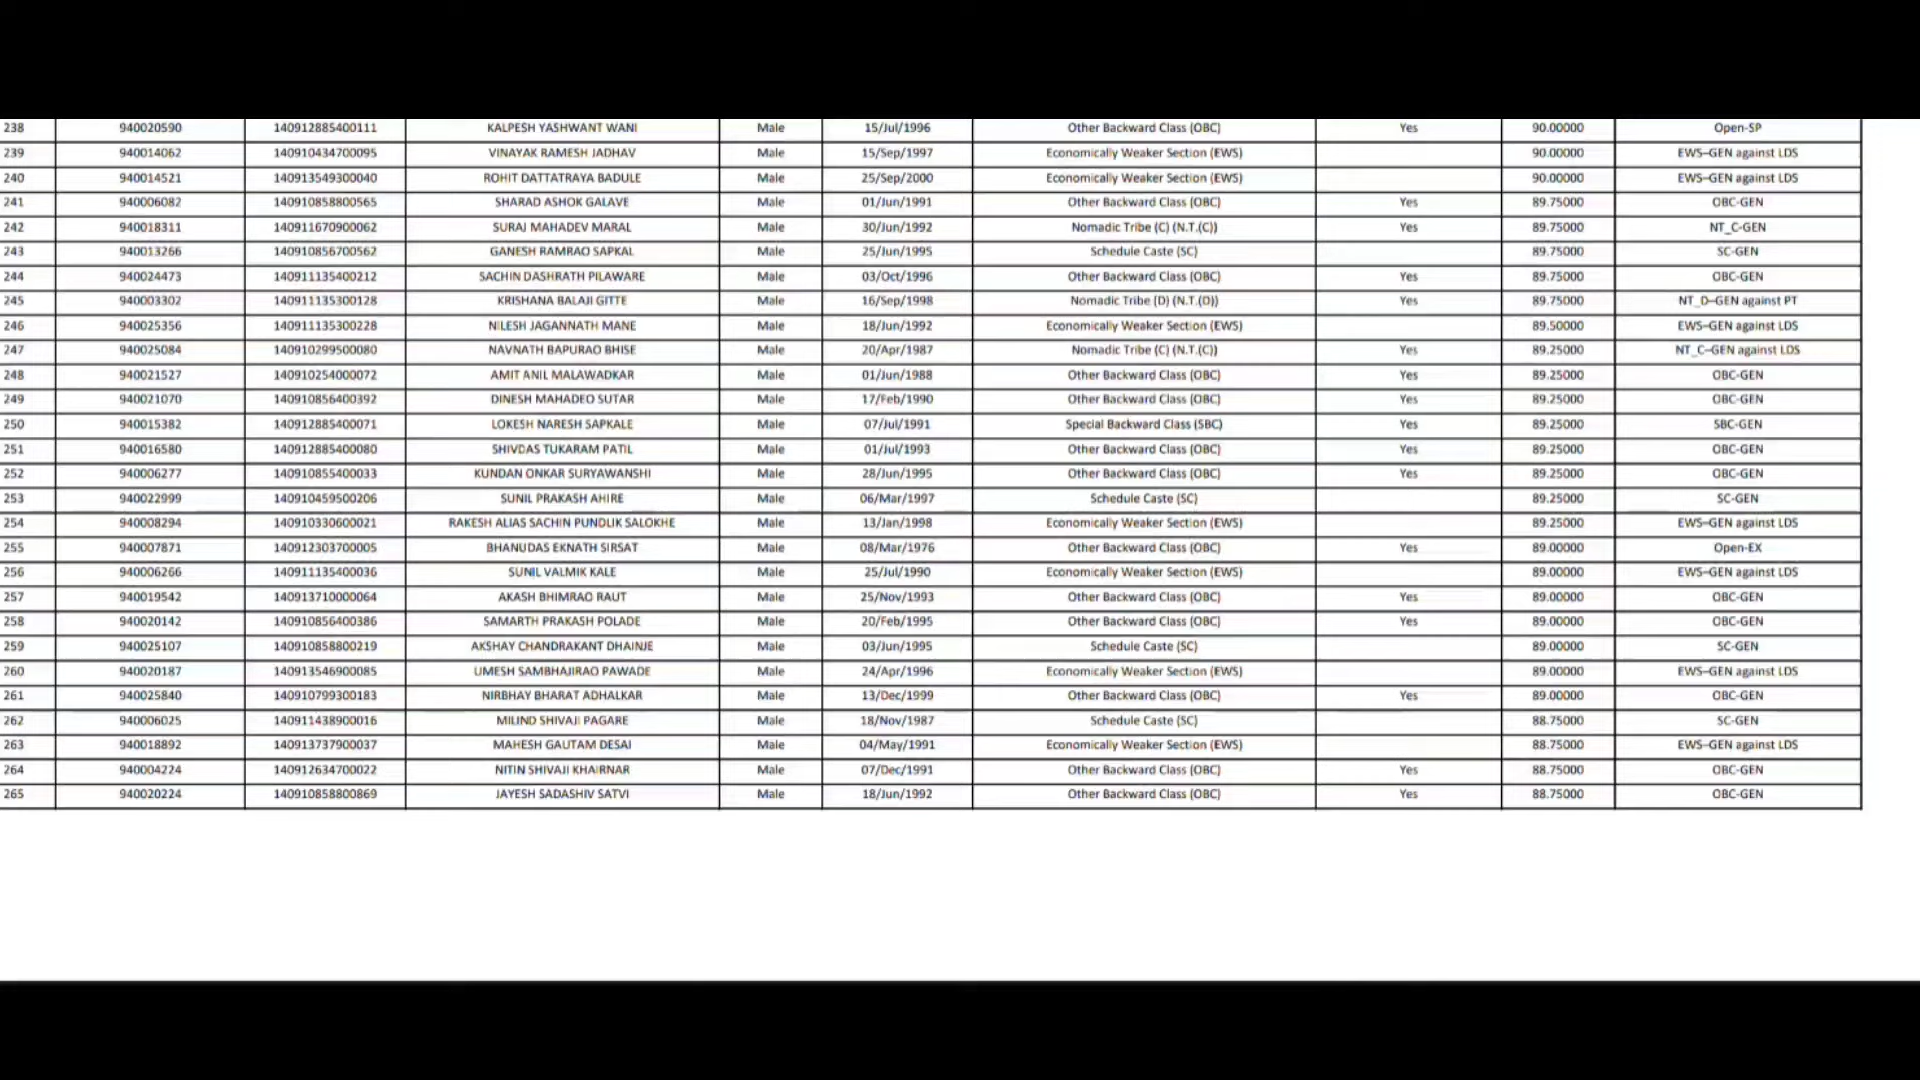 238 940020590 140912885400111 KALPESH YASHWANT WANI Male 15/Jul/1996 Other Backward Class (OBC) Yes 90.00000 Open-SP
239 940014062 140910434700095 VINAYAK RAMESH JADHAV Male 15/Sep/1997 Economically Weaker Section (EWS) 90.00000 EWS–GEN against LDS
240 940014521 140913549300040 ROHIT DATTATRAYA BADULE Male 25/Sep/2000 Economically Weaker Section (EWS) 90.00000 EWS–GEN against LDS
241 940006082 140910858800565 SHARAD ASHOK GALAVE Male 01/Jun/1991 Other Backward Class (OBC) Yes 89.75000 OBC-GEN
242 940018311 140911670900062 SURAJ MAHADEV MARAL Male 30/Jun/1992 Nomadic Tribe (C) (N.T.(C)) Yes 89.75000 NT_C-GEN
243 940013266 140910856700562 GANESH RAMRAO SAPKAL Male 25/Jun/1995 Schedule Caste (SC) 89.75000 SC-GEN
244 940024473 140911135400212 SACHIN DASHRATH PILAWARE Male 03/Oct/1996 Other Backward Class (OBC) Yes 89.75000 OBC-GEN
245 940003302 140911135300128 KRISHANA BALAJI GITTE Male 16/Sep/1998 Nomadic Tribe (D) (N.T.(D)) Yes 89.75000 NT_D–GEN against PT
246 940025356 140911135300228 NILESH JAGANNATH MANE Male 18/Jun/1992 Economically Weaker Section (EWS) 89.50000 EWS–GEN against LDS
247 940025084 140910299500080 NAVNATH BAPURAO BHISE Male 20/Apr/1987 Nomadic Tribe (C) (N.T.(C)) Yes 89.25000 NT_C–GEN against LDS
248 940021527 140910254000072 AMIT ANIL MALAWADKAR Male 01/Jun/1988 Other Backward Class (OBC) Yes 89.25000 OBC-GEN
249 940021070 140910856400392 DINESH MAHADEO SUTAR Male 17/Feb/1990 Other Backward Class (OBC) Yes 89.25000 OBC-GEN
250 940015382 140912885400071 LOKESH NARESH SAPKALE Male 07/Jul/1991 Special Backward Class (SBC) Yes 89.25000 SBC-GEN
251 940016580 140912885400080 SHIVDAS TUKARAM PATIL Male 01/Jul/1993 Other Backward Class (OBC) Yes 89.25000 OBC-GEN
252 940006277 140910855400033 KUNDAN ONKAR SURYAWANSHI Male 28/Jun/1995 Other Backward Class (OBC) Yes 89.25000 OBC-GEN
253 940022999 140910459500206 SUNIL PRAKASH AHIRE Male 06/Mar/1997 Schedule Caste (SC) 89.25000 SC-GEN
254 940008294 140910330600021 RAKESH ALIAS SACHIN PUNDLIK SALOKHE Male 13/Jan/1998 Economically Weaker Section (EWS) 89.25000 EWS–GEN against LDS
255 940007871 140912303700005 BHANUDAS EKNATH SIRSAT Male 08/Mar/1976 Other Backward Class (OBC) Yes 89.00000 Open-EX
256 940006266 140911135400036 SUNIL VALMIK KALE Male 25/Jul/1990 Economically Weaker Section (EWS) 89.00000 EWS–GEN against LDS
257 940019542 140913710000064 AKASH BHIMRAO RAUT Male 25/Nov/1993 Other Backward Class (OBC) Yes 89.00000 OBC-GEN
258 940020142 140910856400386 SAMARTH PRAKASH POLADE Male 20/Feb/1995 Other Backward Class (OBC) Yes 89.00000 OBC-GEN
259 940025107 140910858800219 AKSHAY CHANDRAKANT DHAINJE Male 03/Jun/1995 Schedule Caste (SC) 89.00000 SC-GEN
260 940020187 140913546900085 UMESH SAMBHAJIRAO PAWADE Male 24/Apr/1996 Economically Weaker Section (EWS) 89.00000 EWS–GEN against LDS
261 940025840 140910799300183 NIRBHAY BHARAT ADHALKAR Male 13/Dec/1999 Other Backward Class (OBC) Yes 89.00000 OBC-GEN
262 940006025 140911438900016 MILIND SHIVAJI PAGARE Male 18/Nov/1987 Schedule Caste (SC) 88.75000 SC-GEN
263 940018892 140913737900037 MAHESH GAUTAM DESAI Male 04/May/1991 Economically Weaker Section (EWS) 88.75000 EWS–GEN against LDS
264 940004224 140912634700022 NITIN SHIVAJI KHAIRNAR Male 07/Dec/1991 Other Backward Class (OBC) Yes 88.75000 OBC-GEN
265 940020224 140910858800869 JAYESH SADASHIV SATVI Male 18/Jun/1992 Other Backward Class (OBC) Yes 88.75000 OBC-GEN